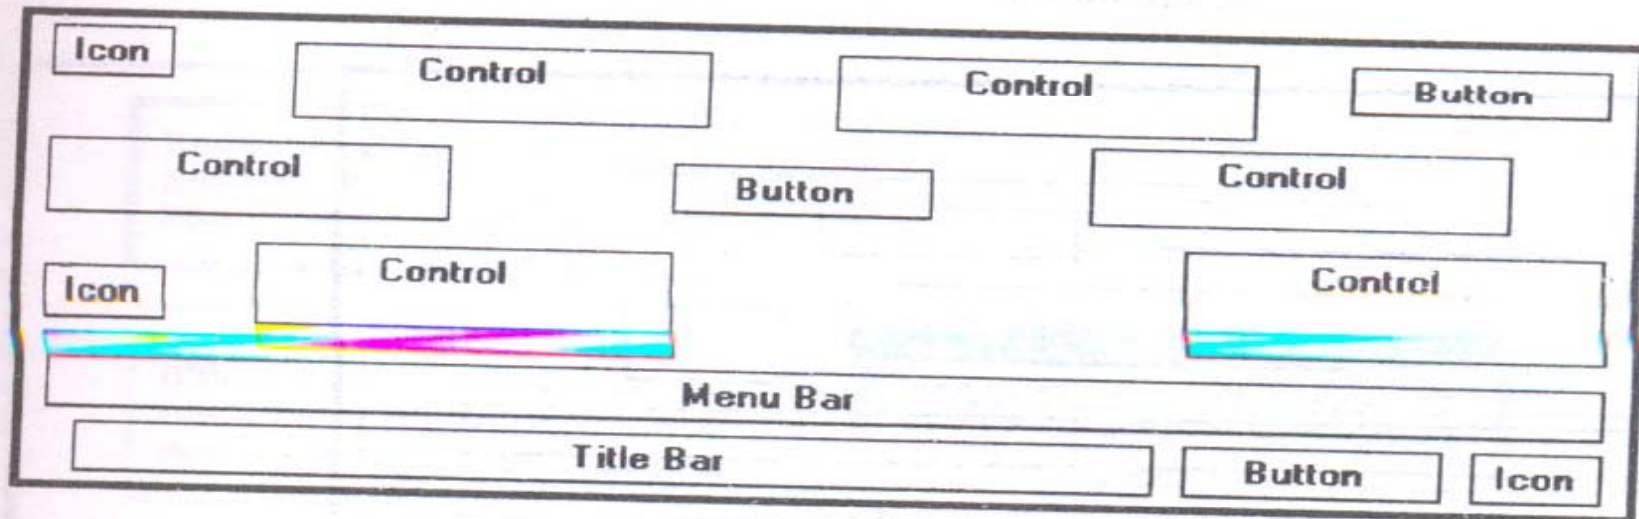 Icon Control Control Button
Control Button Control
Icon Control Control
Menu Bar
Title Bar Button Icon